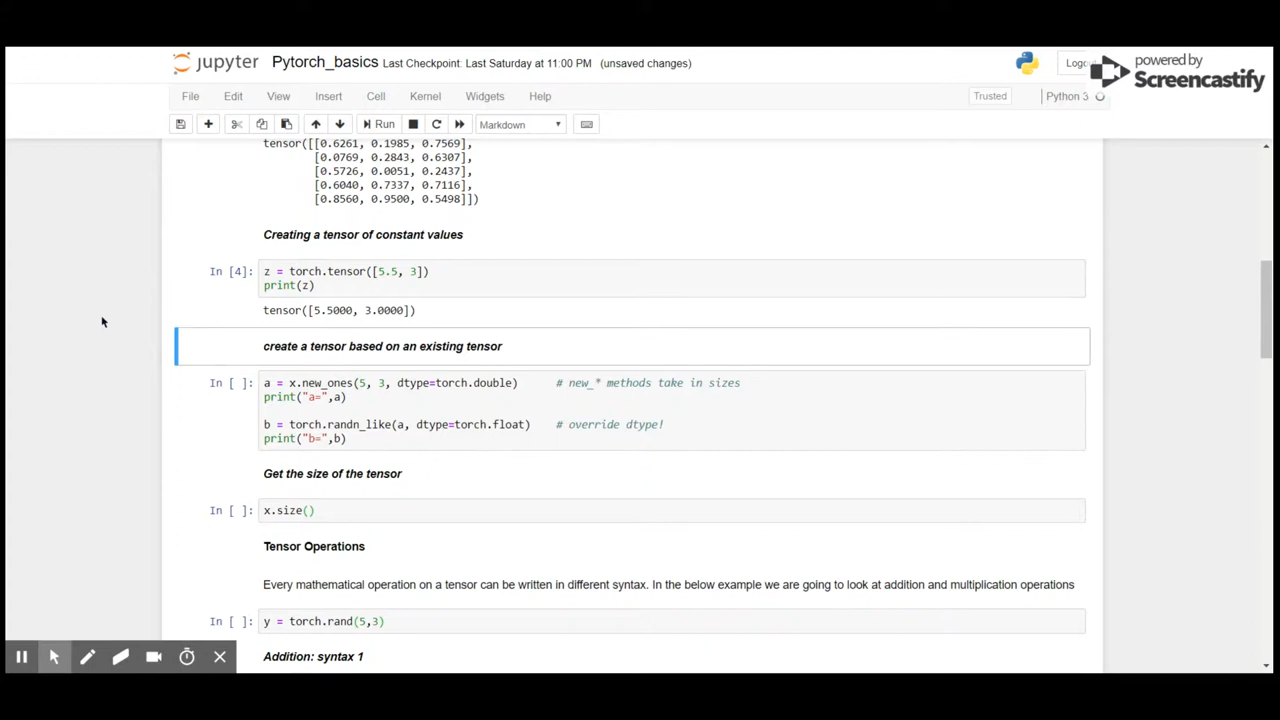 powered by
Screencastify
jupyter Pytorch_basics Last Checkpoint: Last Saturday at 11:00 PM (unsaved changes)
File Edit View Insert Cell Kernel Widgets Help
Trusted
Python 3
Run
Markdown
tensor([[0.6261, 0.1985, 0.7569],
[0.0769, 0.2843, 0.6307],
[0.5726, 0.0051, 0.2437],
[0.6040, 0.7337, 0.7116],
[0.8560, 0.9500, 0.5498]])
Creating a tensor of constant values
In [4]: z = torch.tensor([5.5, 3])
print(z)
tensor([5.5000, 3.0000])
create a tensor based on an existing tensor
In [ ]: a = x.new_ones(5, 3, dtype=torch.double) # new_* methods take in sizes
print("a=",a)
b = torch.randn_like(a, dtype=torch.float) # override dtype!
print("b=",b)
Get the size of the tensor
In [ ]: x.size()
Tensor Operations
Every mathematical operation on a tensor can be written in different syntax. In the below example we are going to look at addition and multiplication operations
In [ ]: y = torch.rand(5,3)
Addition: syntax 1